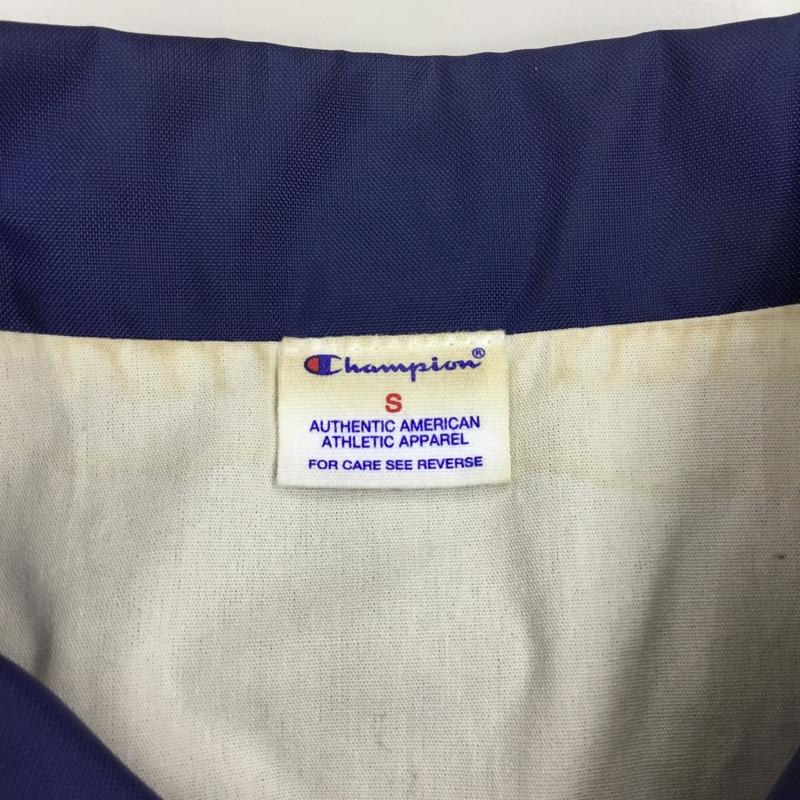 Champion®
S
AUTHENTIC AMERICAN
ATHLETIC APPAREL
FOR CARE SEE REVERSE